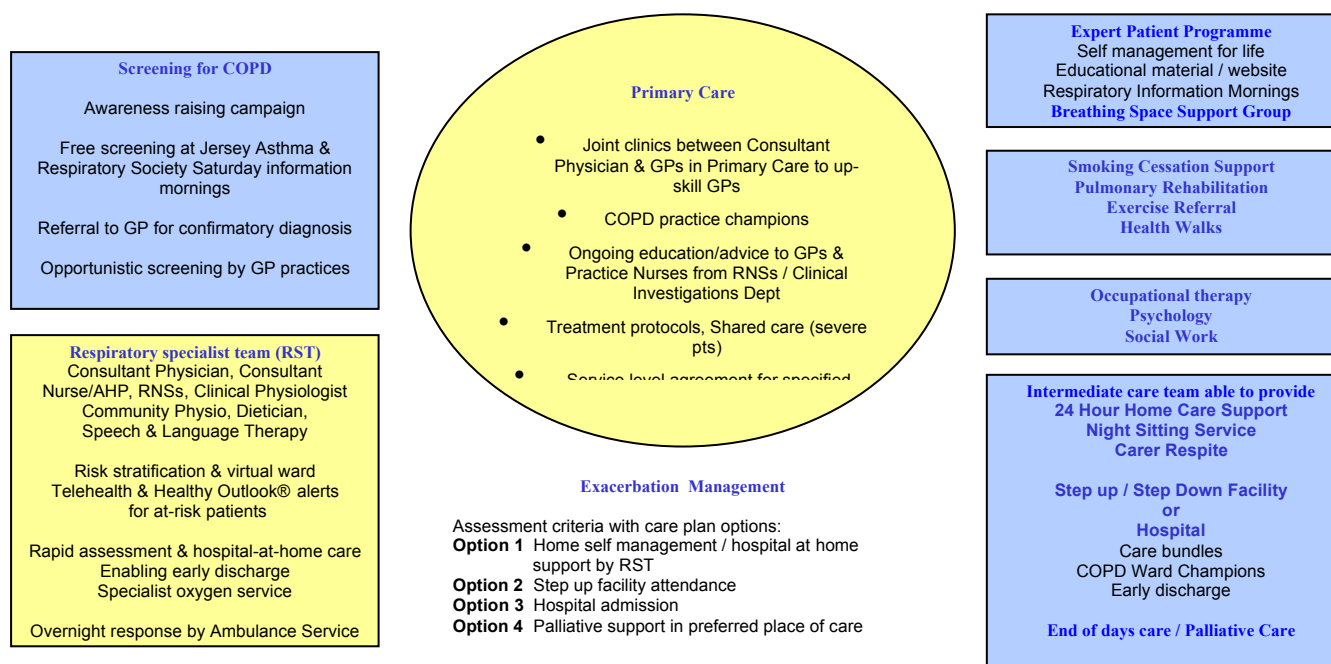 Screening for COPD
Awareness raising campaign
Free screening at Jersey Asthma &
Respiratory Society Saturday information
mornings
Referral to GP for confirmatory diagnosis
Opportunistic screening by GP practices
Respiratory specialist team (RST)
Consultant Physician, Consultant
Nurse/AHP, RNSs, Clinical Physiologist
Community Physio, Dietician,
Speech & Language Therapy
Risk stratification & virtual ward
Telehealth & Healthy Outlook® alerts
for at-risk patients
Rapid assessment & hospital-at-home care
Enabling early discharge
Specialist oxygen service
Overnight response by Ambulance Service
Primary Care
• Joint clinics between Consultant
Physician & GPs in Primary Care to up-
skill GPs
• COPD practice champions
• Ongoing education/advice to GPs &
Practice Nurses from RNSs / Clinical
Investigations Dept
• Treatment protocols, Shared care (severe
pts)
• Service level agreement for specified
Exacerbation Management
Assessment criteria with care plan options:
Option 1 Home self management / hospital at home
support by RST
Option 2 Step up facility attendance
Option 3 Hospital admission
Option 4 Palliative support in preferred place of care
Expert Patient Programme
Self management for life
Educational material / website
Respiratory Information Mornings
Breathing Space Support Group
Smoking Cessation Support
Pulmonary Rehabilitation
Exercise Referral
Health Walks
Occupational therapy
Psychology
Social Work
Intermediate care team able to provide
24 Hour Home Care Support
Night Sitting Service
Carer Respite
Step up / Step Down Facility
or
Hospital
Care bundles
COPD Ward Champions
Early discharge
End of days care / Palliative Care